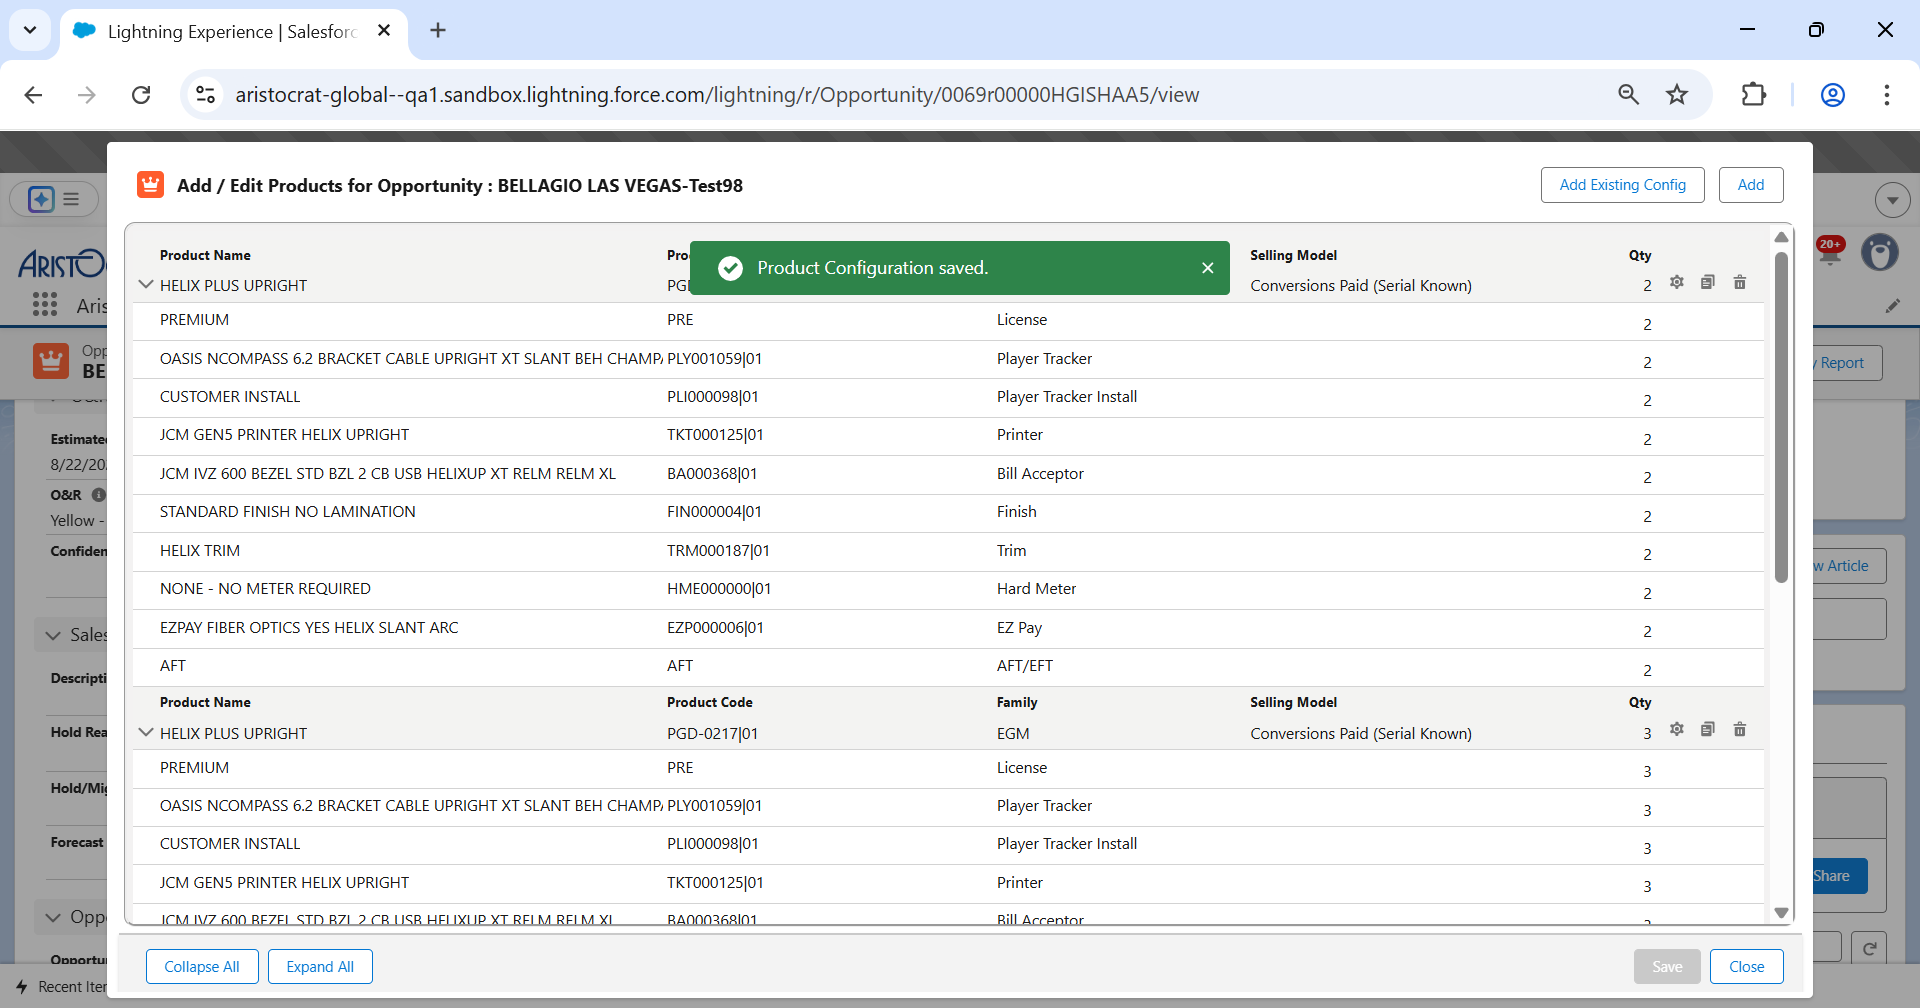 Lightning Experience | Salesforc
aristocrat-global--qa1.sandbox.lightning.force.com/lightning/r/Opportunity/0069r00000HGISHAA5/view
Add / Edit Products for Opportunity : BELLAGIO LAS VEGAS-Test98
Add Existing Config
Add
Product Name Pro Selling Model Qty
Product Configuration saved.
HELIX PLUS UPRIGHT PGD Conversions Paid (Serial Known) 2
PREMIUM PRE License 2
OASIS NCOMPASS 6.2 BRACKET CABLE UPRIGHT XT SLANT BEH CHAMPA PLY001059|01 Player Tracker 2
CUSTOMER INSTALL PLI000098|01 Player Tracker Install 2
JCM GEN5 PRINTER HELIX UPRIGHT TKT000125|01 Printer 2
JCM IVZ 600 BEZEL STD BZL 2 CB USB HELIXUP XT RELM RELM XL BA000368|01 Bill Acceptor 2
STANDARD FINISH NO LAMINATION FIN000004|01 Finish 2
HELIX TRIM TRM000187|01 Trim 2
NONE - NO METER REQUIRED HME000000|01 Hard Meter 2
EZPAY FIBER OPTICS YES HELIX SLANT ARC EZP000006|01 EZ Pay 2
AFT AFT AFT/EFT 2
Product Name Product Code Family Selling Model Qty
HELIX PLUS UPRIGHT PGD-0217|01 EGM Conversions Paid (Serial Known) 3
PREMIUM PRE License 3
OASIS NCOMPASS 6.2 BRACKET CABLE UPRIGHT XT SLANT BEH CHAMPA PLY001059|01 Player Tracker 3
CUSTOMER INSTALL PLI000098|01 Player Tracker Install 3
JCM GEN5 PRINTER HELIX UPRIGHT TKT000125|01 Printer 3
JCM IVZ 600 BEZEL STD BZL 2 CB USB HELIXUP XT RELM RELM XL BA000368|01 Bill Acceptor 3
Collapse All
Expand All
Save
Close
ARISTO
Aris
20+
Opp
BE
y Report
Estimate
8/22/20
O&R
Yellow -
Confiden
w Article
Sales
Descripti
Hold Rea
Hold/Mig
Forecast
Share
Oppo
Opportu
Recent Iter